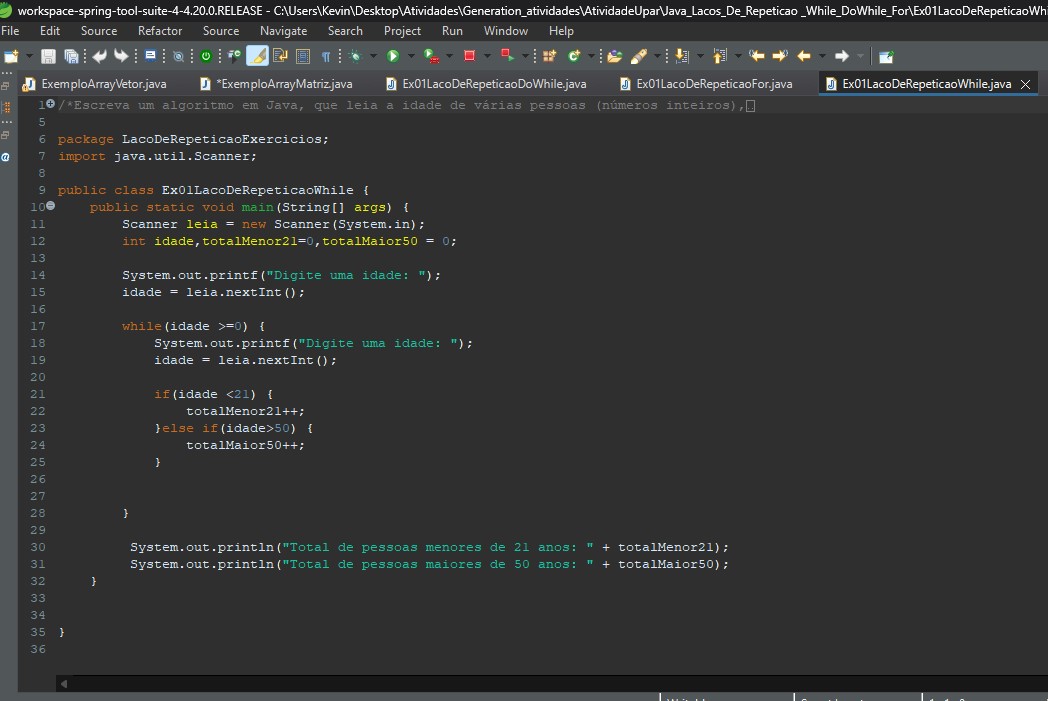 workspace-spring-tool-suite-4-4.20.0.RELEASE - C:\Users\Kevin\Desktop\Atividades\Generation_atividades\AtividadeUpar\Java_Lacos_De_Repeticao _While_DoWhile_For\Ex01LacoDeRepeticaoWhi
File Edit Source Refactor Source Navigate Search Project Run Window Help
ExemploArrayVetor.java *ExemploArrayMatriz.java Ex01LacoDeRepeticaoDoWhile.java Ex01LacoDeRepeticaoFor.java Ex01LacoDeRepeticaoWhile.java
1 /*Escreva um algoritmo em Java, que leia a idade de várias pessoas (números inteiros),
5
6 package LacoDeRepeticaoExercicios;
7 import java.util.Scanner;
8
9 public class Ex01LacoDeRepeticaoWhile {
10 public static void main(String[] args) {
11 Scanner leia = new Scanner(System.in);
12 int idade,totalMenor21=0,totalMaior50 = 0;
13
14 System.out.printf("Digite uma idade: ");
15 idade = leia.nextInt();
16
17 while(idade >=0) {
18 System.out.printf("Digite uma idade: ");
19 idade = leia.nextInt();
20
21 if(idade <21) {
22 totalMenor21++;
23 }else if(idade>50) {
24 totalMaior50++;
25 }
26
27
28 }
29
30 System.out.println("Total de pessoas menores de 21 anos: " + totalMenor21);
31 System.out.println("Total de pessoas maiores de 50 anos: " + totalMaior50);
32 }
33
34
35 }
36